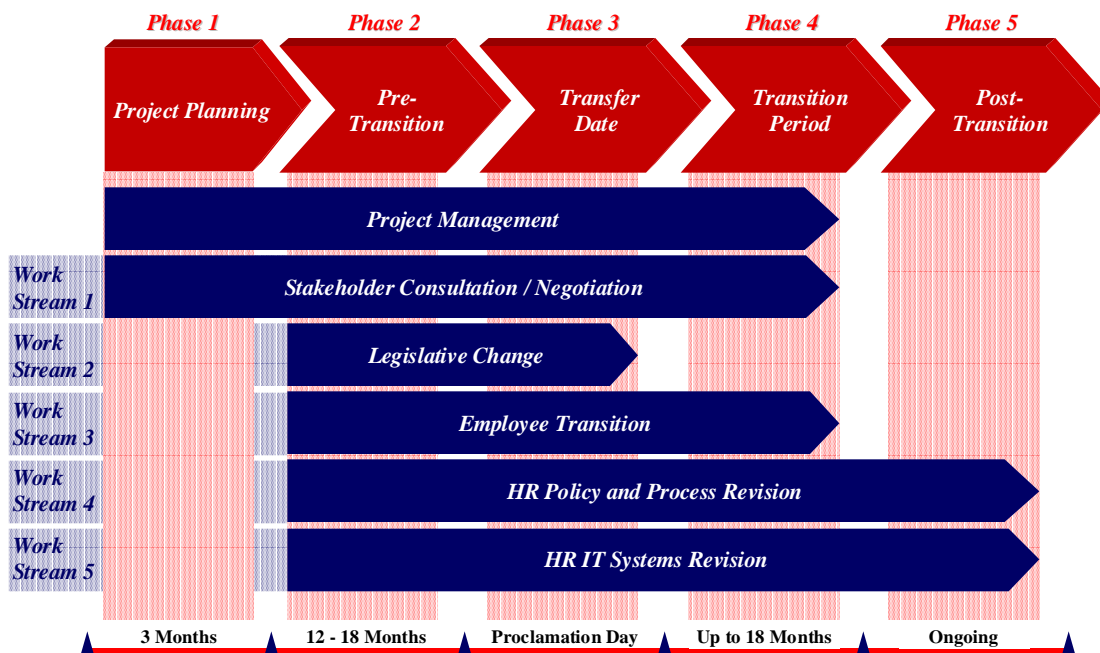 Phase 1 Phase 2 Phase 3 Phase 4 Phase 5
Project Planning
Pre-
Transition
Transfer
Date
Transition
Period
Post-
Transition
Project Management
Work
Stream 1
Stakeholder Consultation / Negotiation
Work
Stream 2
Legislative Change
Work
Stream 3
Employee Transition
Work
Stream 4
HR Policy and Process Revision
Work
Stream 5
HR IT Systems Revision
3 Months 12 - 18 Months Proclamation Day Up to 18 Months Ongoing